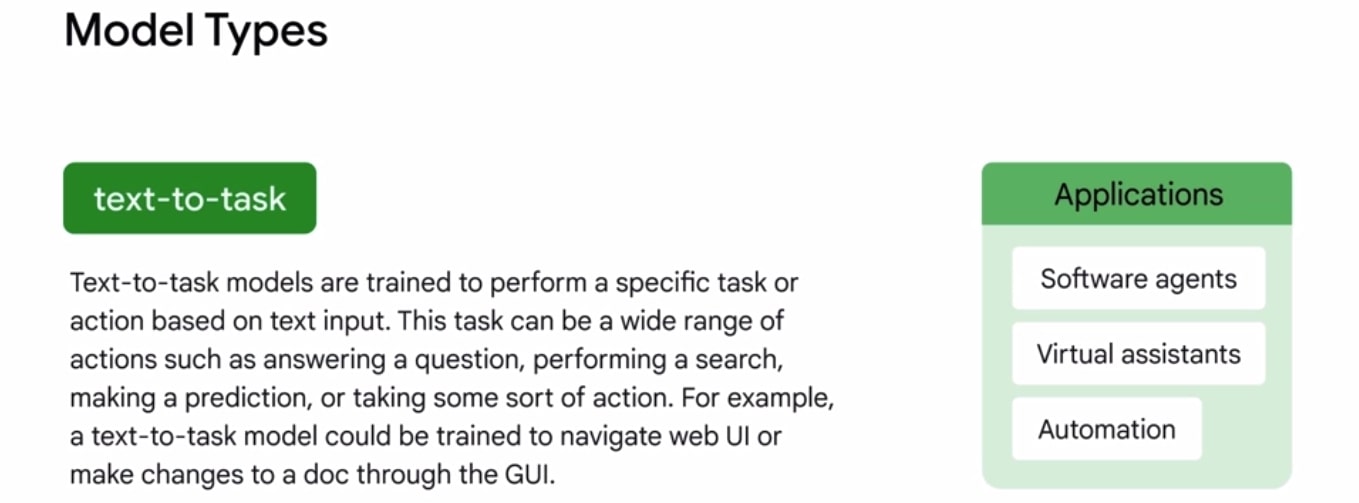 Model Types
text-to-task
Text-to-task models are trained to perform a specific task or
action based on text input. This task can be a wide range of
actions such as answering a question, performing a search,
making a prediction, or taking some sort of action. For example,
a text-to-task model could be trained to navigate web UI or
make changes to a doc through the GUI.
Applications
Software agents
Virtual assistants
Automation